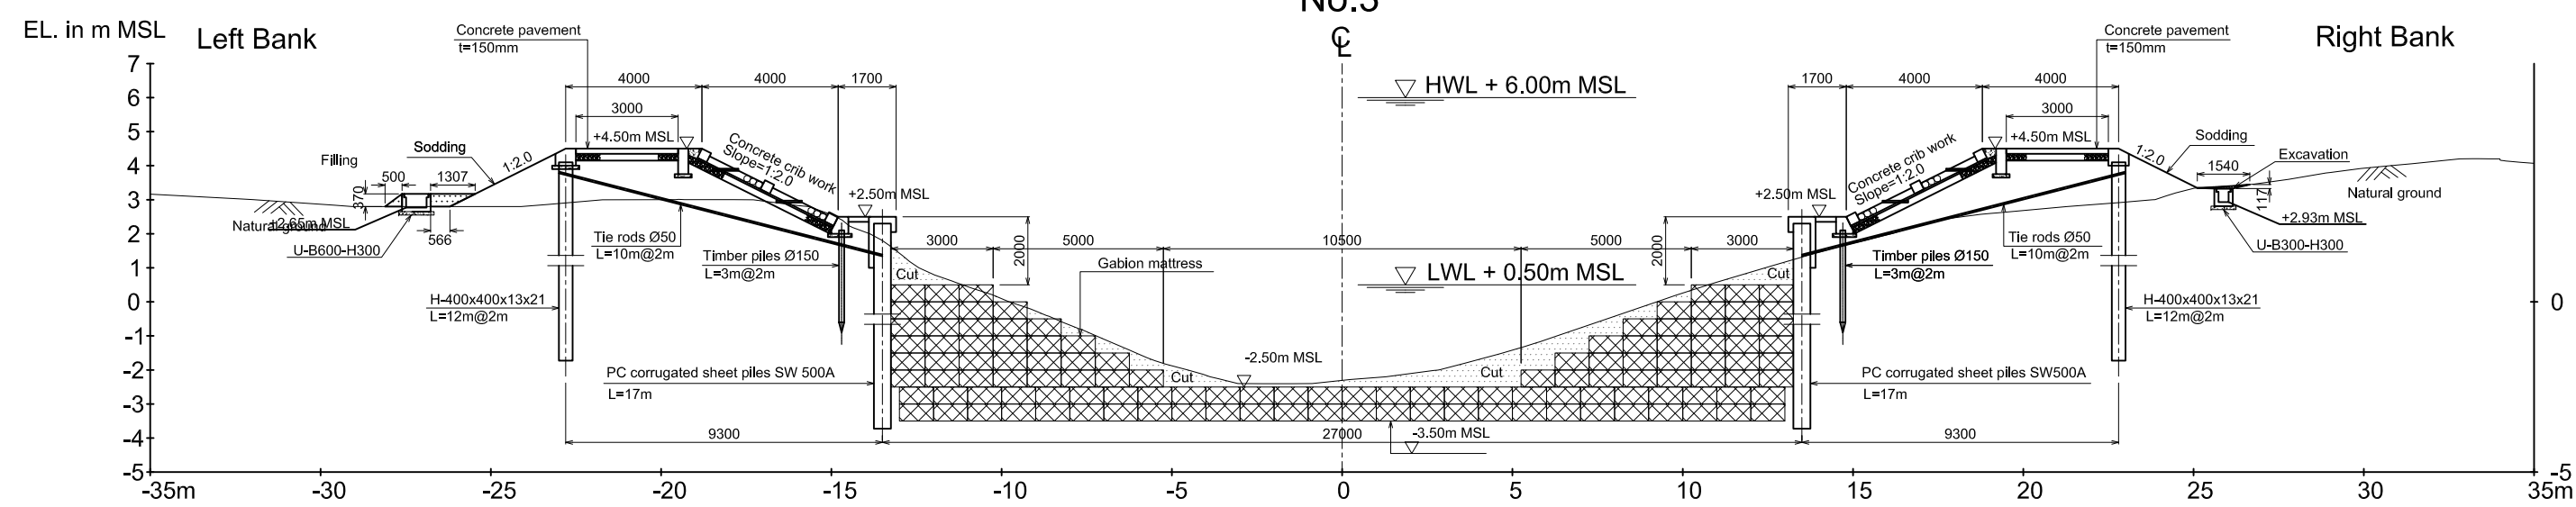 No.5
EL. in m MSL
Left Bank
Right Bank
Concrete pavement
t=150mm
Concrete pavement
t=150mm
CL
4000
4000
1700
1700
4000
4000
3000
3000
HWL + 6.00m MSL
LWL + 0.50m MSL
7
6
5
4
3
2
1
0
-1
-2
-3
-4
-5
+4.50m MSL
+4.50m MSL
Filling
Sodding
1:2.0
500
1307
370
566
Natural ground
+2.65m MSL
U-B600-H300
Concrete crib work
Slope=1:2.0
+2.50m MSL
Tie rods Ø50
L=10m@2m
Timber piles Ø150
L=3m@2m
H-400x400x13x21
L=12m@2m
PC corrugated sheet piles SW 500A
L=17m
Cut
3000
5000
10500
5000
3000
2000
2000
Gabion mattress
Cut
-2.50m MSL
Cut
Cut
-3.50m MSL
9300
27000
9300
+2.50m MSL
Concrete crib work
Slope=1:2.0
Timber piles Ø150
L=3m@2m
Tie rods Ø50
L=10m@2m
H-400x400x13x21
L=12m@2m
PC corrugated sheet piles SW500A
L=17m
1:2.0
Sodding
Excavation
1540
117
Natural ground
+2.93m MSL
U-B300-H300
0
-5
-35m
-30
-25
-20
-15
-10
-5
0
5
10
15
20
25
30
35m